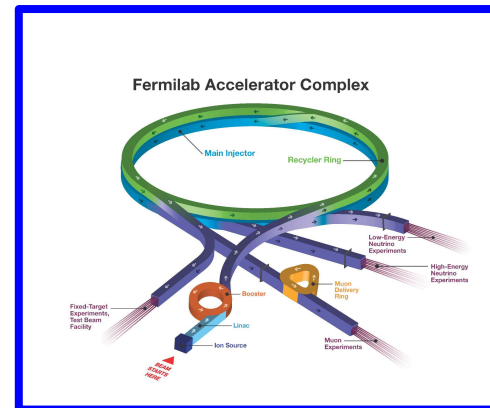 Fermilab Accelerator Complex
Main Injector
Recycler Ring
Low-Energy
Neutrino
Experiments
High-Energy
Neutrino
Experiments
Muon
Delivery
Ring
Booster
Fixed-Target
Experiments,
Test Beam
Facility
Linac
Ion Source
Muon
Experiments
BEAM
STARTS
HERE